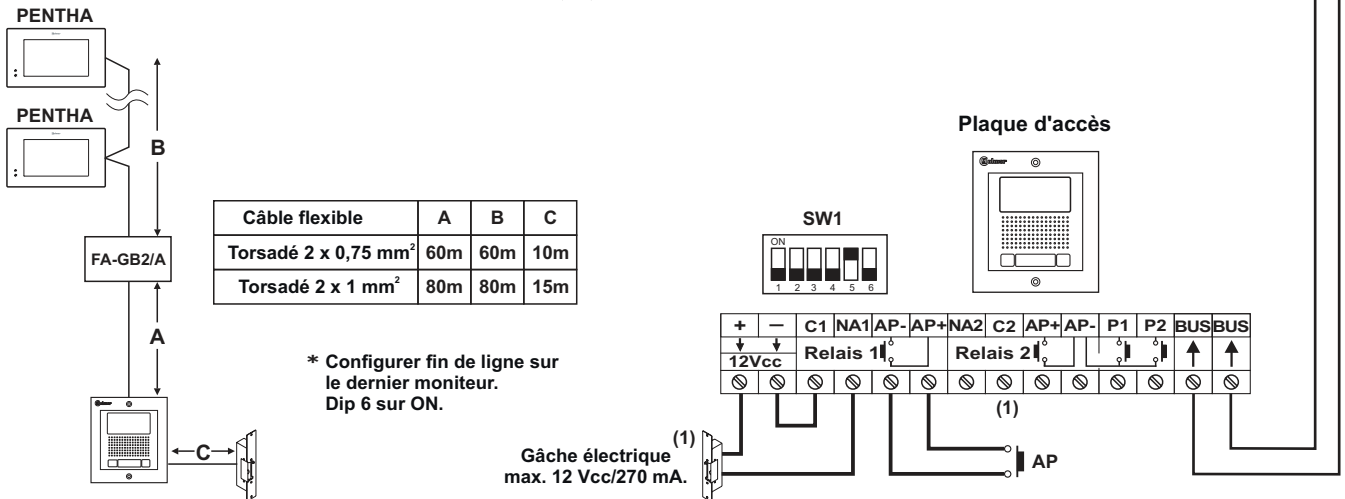 PENTHA
PENTHA
B
FA-GB2/A
A
C
Câble flexible A B C
Torsadé 2 x 0,75 mm² 60m 60m 10m
Torsadé 2 x 1 mm² 80m 80m 15m
* Configurer fin de ligne sur
le dernier moniteur.
Dip 6 sur ON.
Plaque d'accès
Golmar
SW1
ON
1 2 3 4 5 6
+ — C1 NA1 AP- AP+ NA2 C2 AP+ AP- P1 P2 BUS BUS
12Vcc Relais 1 Relais 2
(1)
(1)
Gâche électrique
max. 12 Vcc/270 mA.
AP